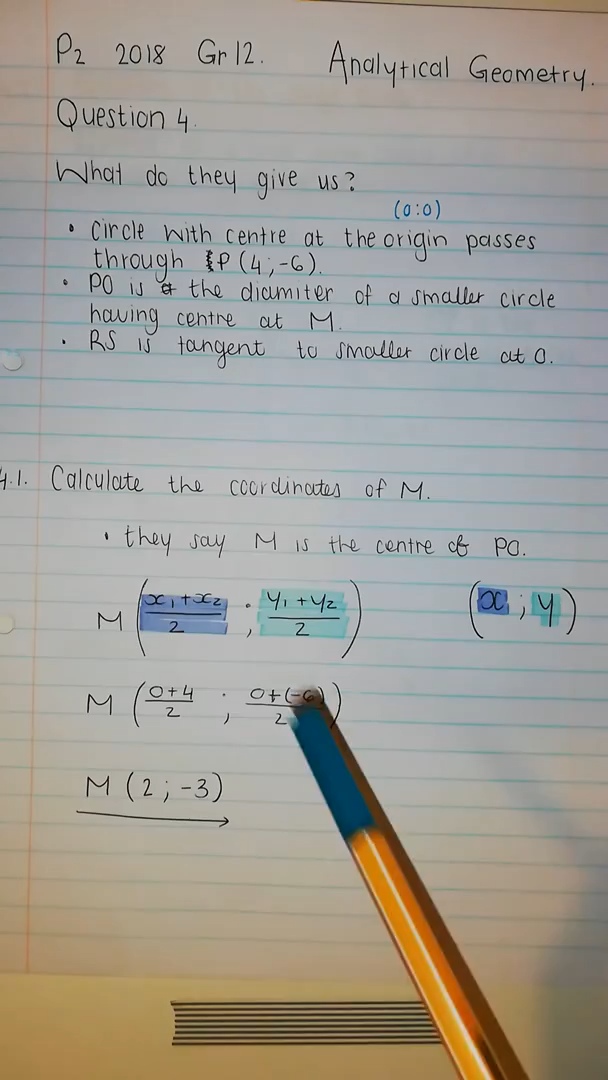 P2 2018 Gr12. Analytical Geometry.
Question 4.
What do they give us?
(0:0)
• Circle with centre at the origin passes
through P(4;-6).
• PO is the diamiter of a smaller circle
having centre at M.
• RS is tangent to smaller circle at O.
4.1. Calculate the coordinates of M.
• they say M is the centre of PO.
M ( x₁+x₂/2 ; y₁+y₂/2 ) (x ; y)
M ( 0+4/2 ; 0+(-6)/2 )
M (2 ; -3)